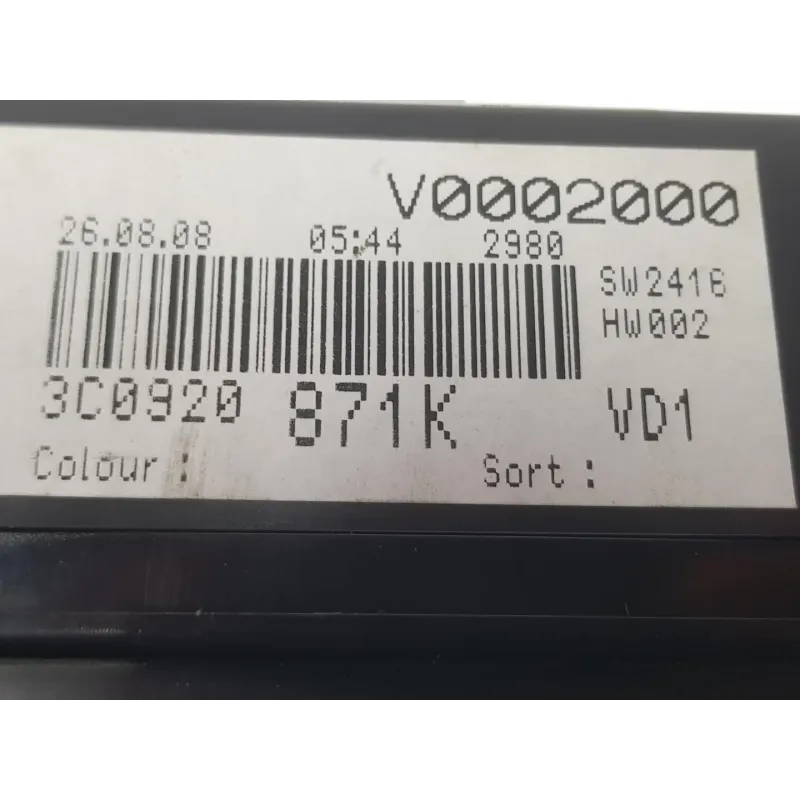 V0002000
26.08.08 05:44 2980
SW2416
HW002
3C0920 871K VD1
Colour : Sort :